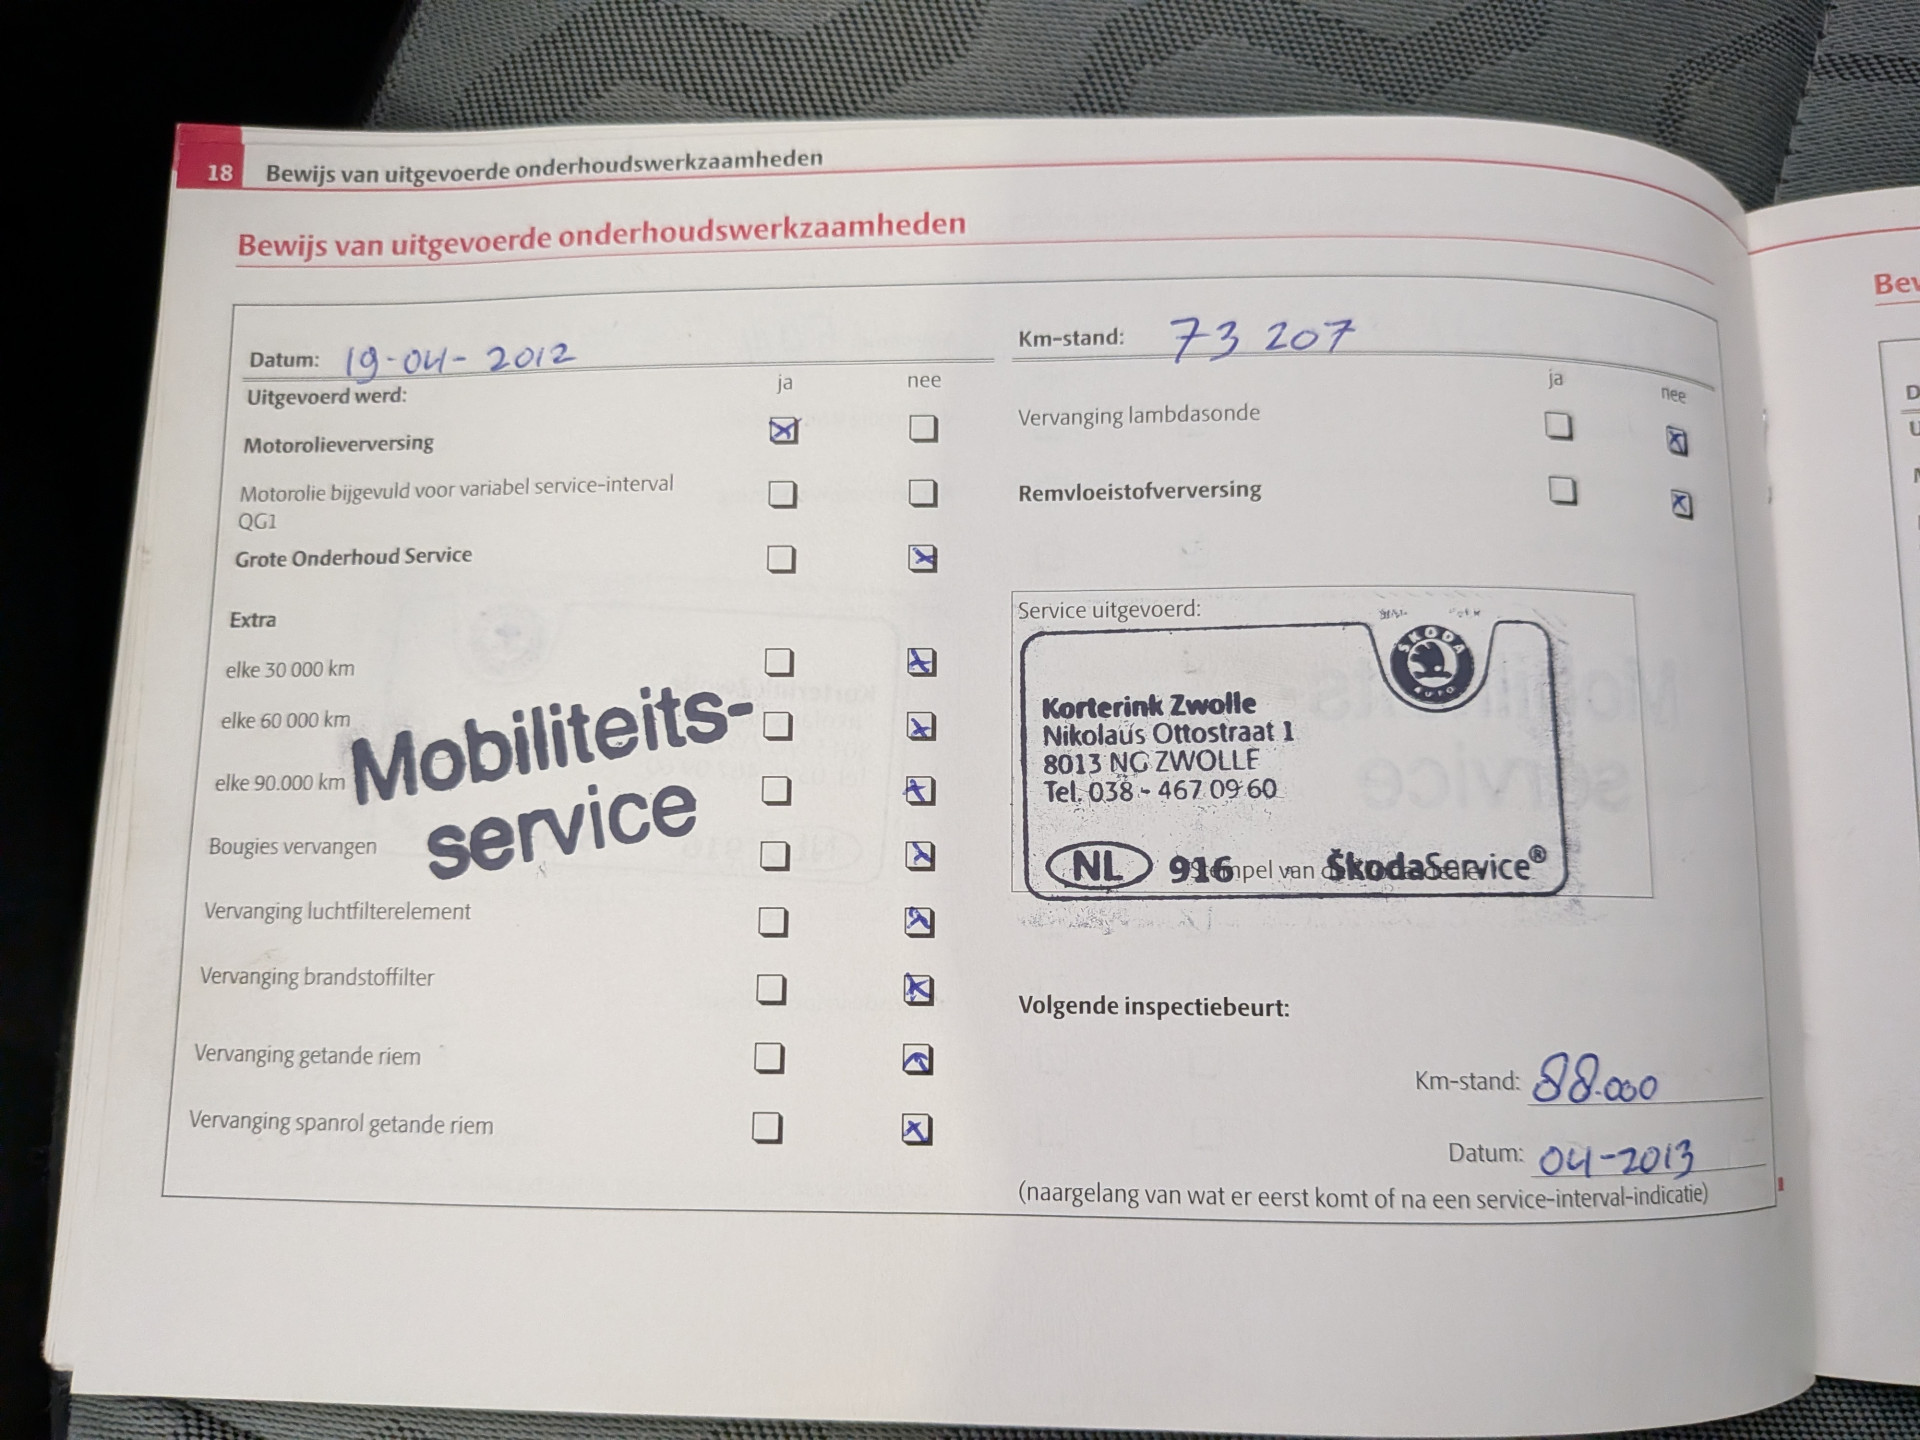 18 Bewijs van uitgevoerde onderhoudswerkzaamheden
Bewijs van uitgevoerde onderhoudswerkzaamheden
Datum: 19-04-2012
Uitgevoerd werd: ja nee
Motorolieverversing
Motorolie bijgevuld voor variabel service-interval
QG1
Grote Onderhoud Service
Extra
elke 30 000 km
elke 60 000 km
elke 90.000 km
Mobiliteits-
service
Bougies vervangen
Vervanging luchtfilterelement
Vervanging brandstoffilter
Vervanging getande riem
Vervanging spanrol getande riem
Km-stand: 73 207
ja nee
Vervanging lambdasonde
Remvloeistofverversing
Service uitgevoerd:
ŠKODA
AUTO
Korterink Zwolle
Nikolaus Ottostraat 1
8013 NG ZWOLLE
Tel. 038 - 467 09 60
NL 916 Stempel van ŠkodaService®
Volgende inspectiebeurt:
Km-stand: 88.000
Datum: 04-2013
(naargelang van wat er eerst komt of na een service-interval-indicatie)
Bev
D
U